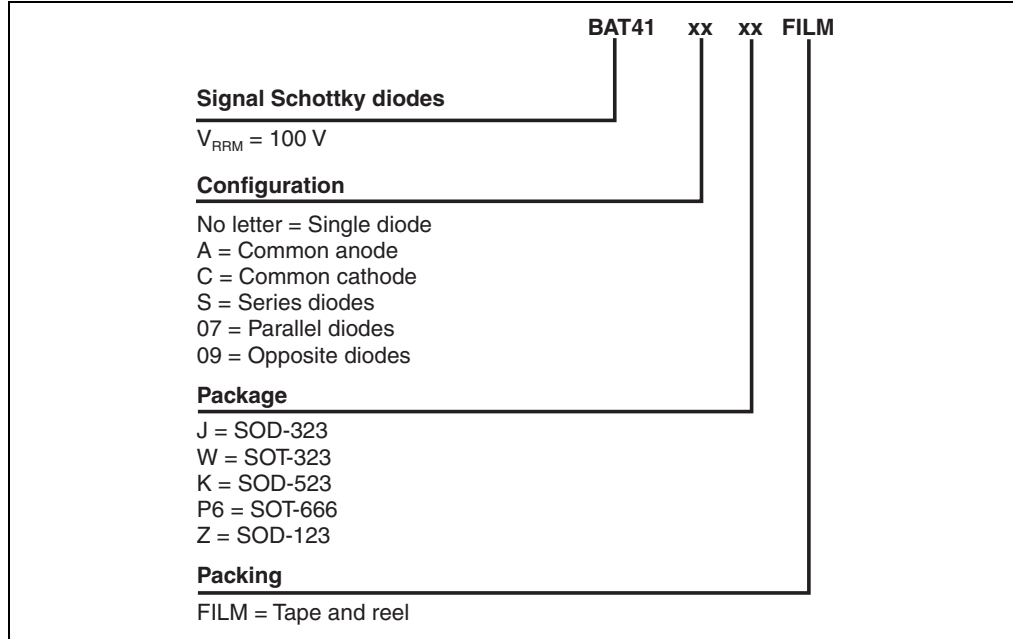 BAT41 xx xx FILM
Signal Schottky diodes
VRRM = 100 V
Configuration
No letter = Single diode
A = Common anode
C = Common cathode
S = Series diodes
07 = Parallel diodes
09 = Opposite diodes
Package
J = SOD-323
W = SOT-323
K = SOD-523
P6 = SOT-666
Z = SOD-123
Packing
FILM = Tape and reel